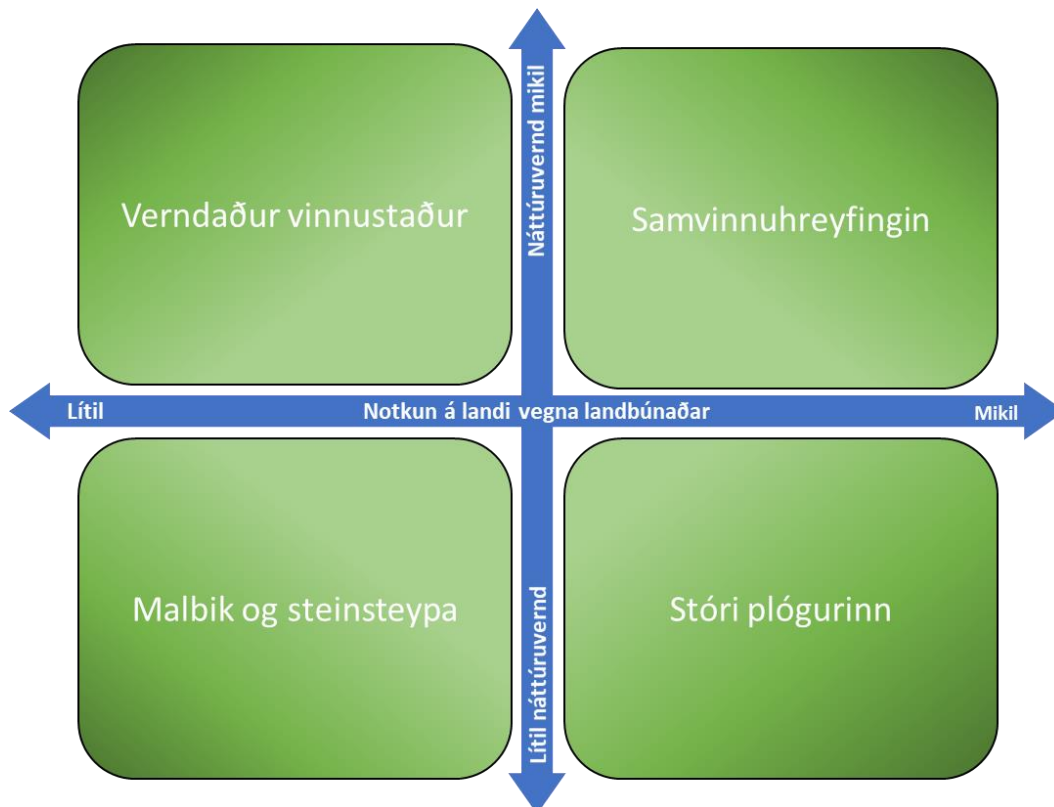 Náttúruvernd mikil
Verndaður vinnustaður
Samvinnuhreyfingin
Lítil
Notkun á landi vegna landbúnaðar
Mikil
Malbik og steinsteypa
Stóri plógurinn
Lítil náttúruvernd